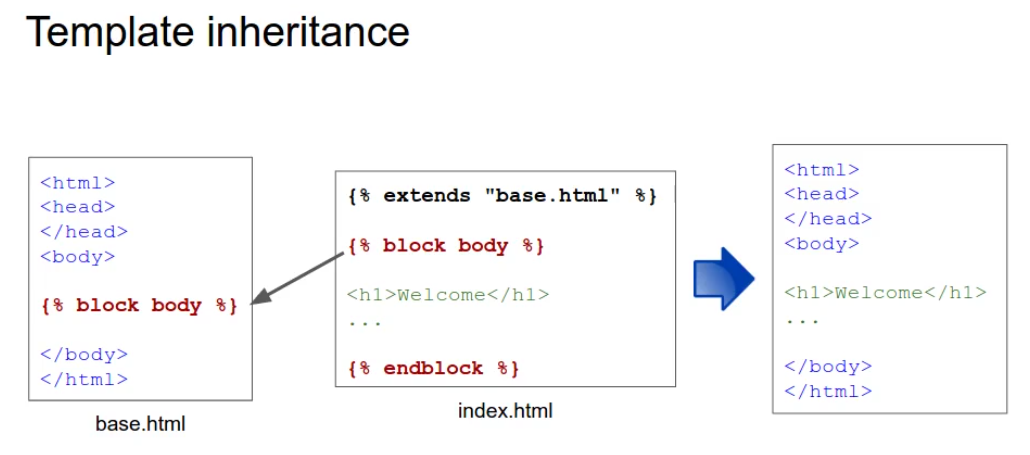 Template inheritance
<html>
<head>
</head>
<body>
{% block body %}
</body>
</html>
base.html
{% extends "base.html" %}
{% block body %}
<h1>Welcome</h1>
...
{% endblock %}
index.html
<html>
<head>
</head>
<body>
<h1>Welcome</h1>
...
</body>
</html>